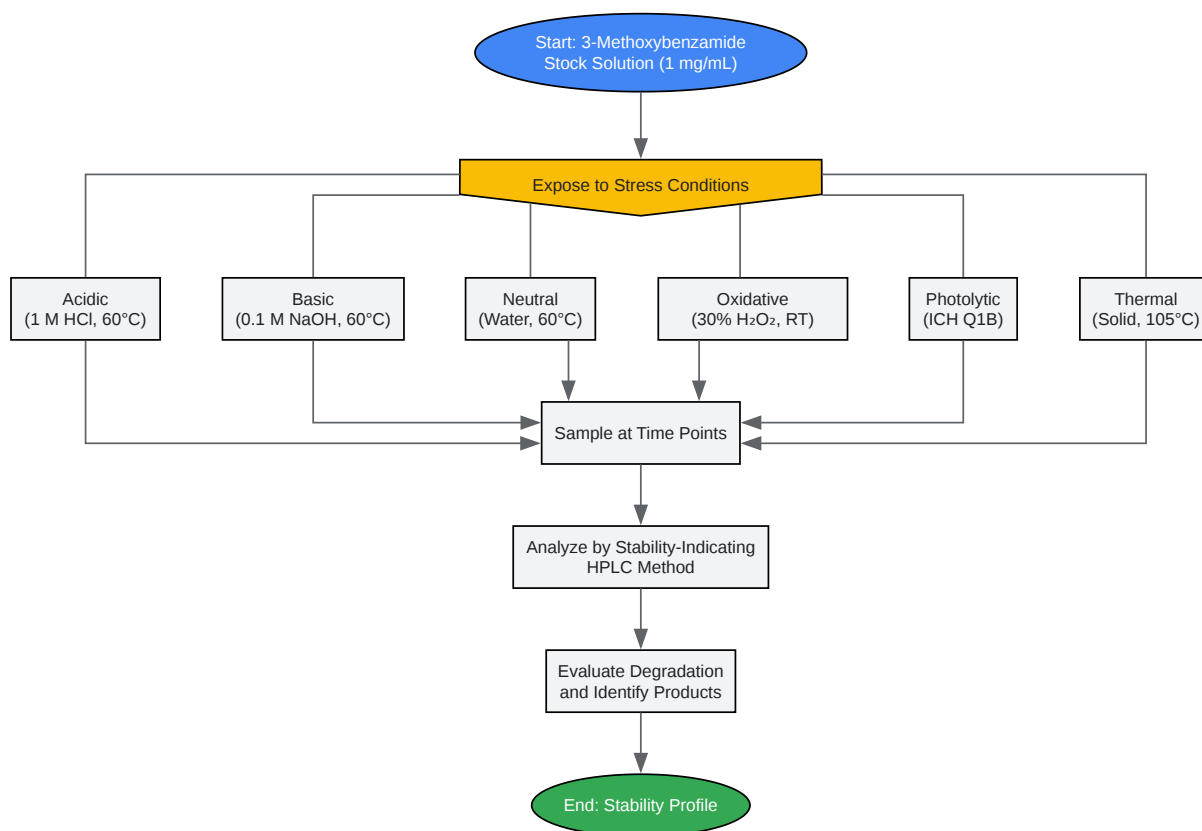 Start: 3-Methoxybenzamide
Stock Solution (1 mg/mL)
Expose to Stress Conditions
Acidic
(1 M HCl, 60°C)
Basic
(0.1 M NaOH, 60°C)
Neutral
(Water, 60°C)
Oxidative
(30% H₂O₂, RT)
Photolytic
(ICH Q1B)
Thermal
(Solid, 105°C)
Sample at Time Points
Analyze by Stability-Indicating
HPLC Method
Evaluate Degradation
and Identify Products
End: Stability Profile